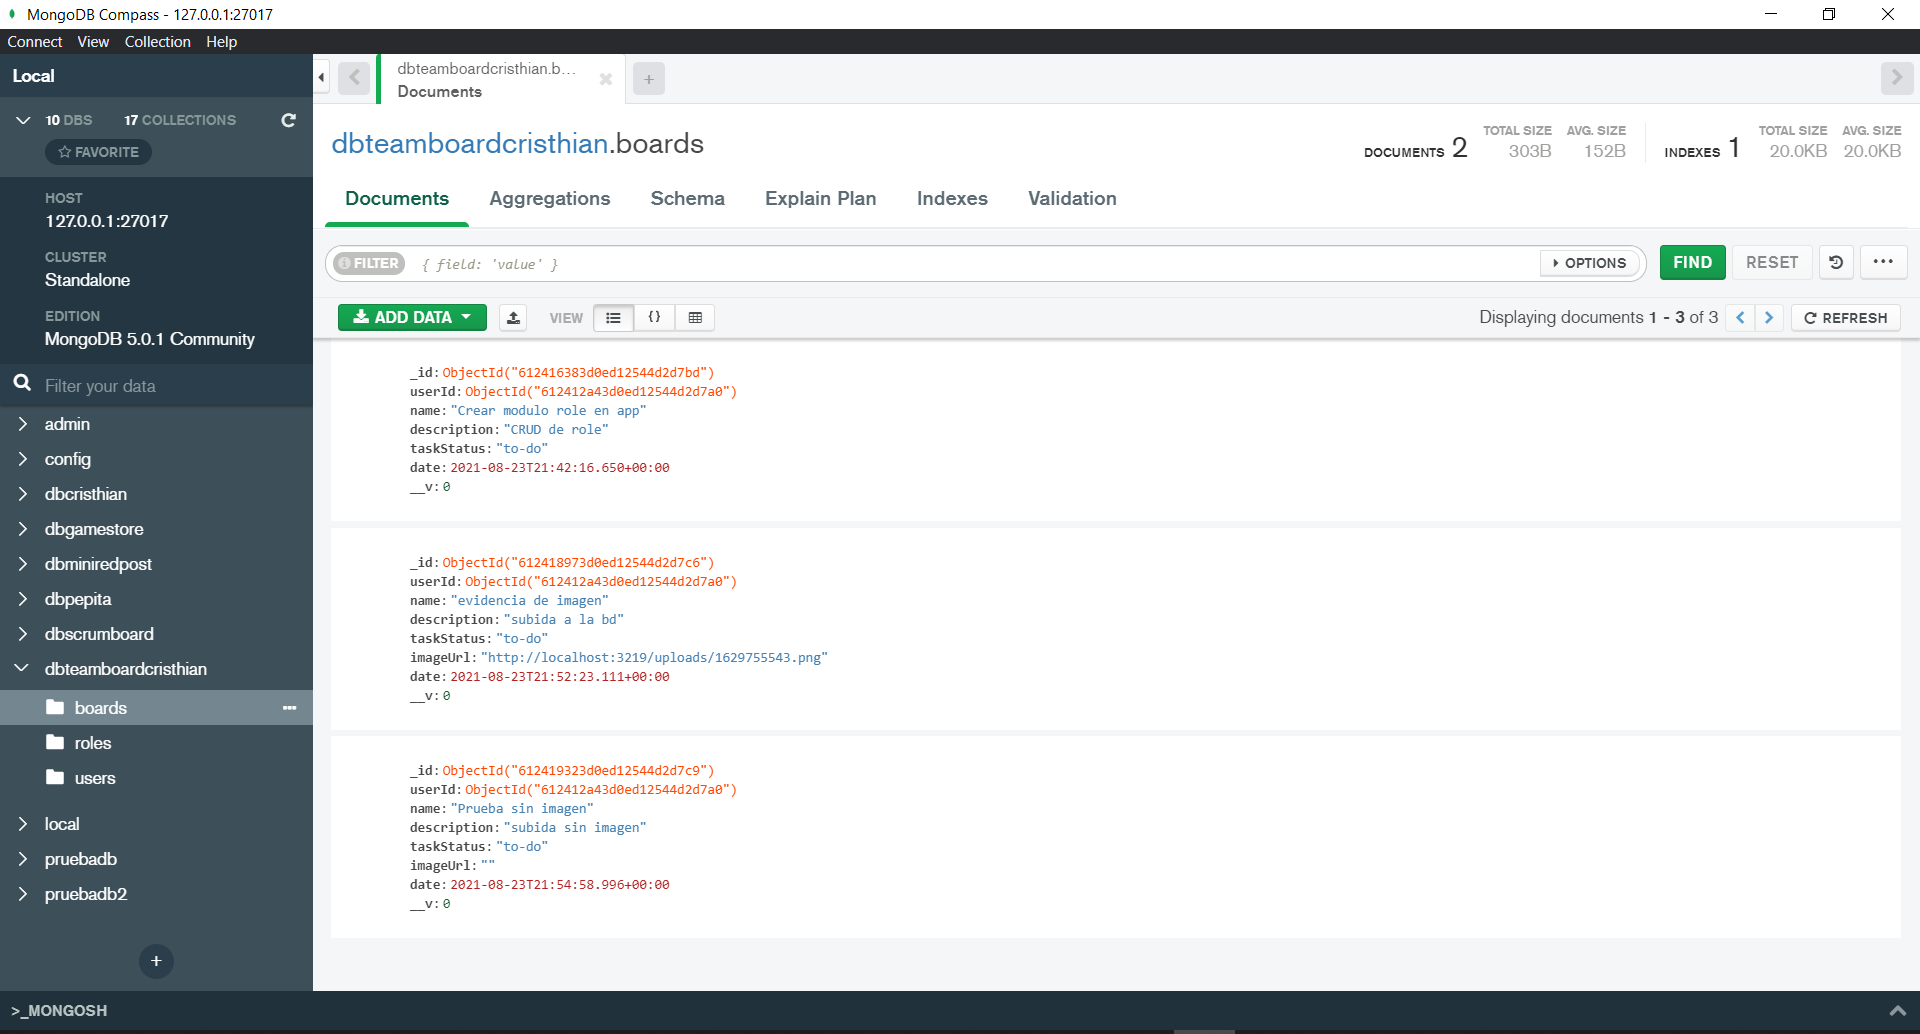 MongoDB Compass - 127.0.0.1:27017
Connect View Collection Help
Local
10 DBS 17 COLLECTIONS
FAVORITE
HOST
127.0.0.1:27017
CLUSTER
Standalone
EDITION
MongoDB 5.0.1 Community
Filter your data
admin
config
dbcristhian
dbgamestore
dbminiredpost
dbpepita
dbscrumboard
dbteamboardcristhian
boards
roles
users
local
pruebadb
pruebadb2
+
>_MONGOSH
dbteamboardcristhian.b...
Documents
+
dbteamboardcristhian.boards
DOCUMENTS 2 TOTAL SIZE 303B AVG. SIZE 152B INDEXES 1 TOTAL SIZE 20.0KB AVG. SIZE 20.0KB
Documents Aggregations Schema Explain Plan Indexes Validation
FILTER { field: 'value' } OPTIONS FIND RESET
ADD DATA VIEW {} Displaying documents 1 - 3 of 3 REFRESH
_id: ObjectId("612416383d0ed12544d2d7bd")
userId: ObjectId("612412a43d0ed12544d2d7a0")
name: "Crear modulo role en app"
description: "CRUD de role"
taskStatus: "to-do"
date: 2021-08-23T21:42:16.650+00:00
__v: 0
_id: ObjectId("612418973d0ed12544d2d7c6")
userId: ObjectId("612412a43d0ed12544d2d7a0")
name: "evidencia de imagen"
description: "subida a la bd"
taskStatus: "to-do"
imageUrl: "http://localhost:3219/uploads/1629755543.png"
date: 2021-08-23T21:52:23.111+00:00
__v: 0
_id: ObjectId("612419323d0ed12544d2d7c9")
userId: ObjectId("612412a43d0ed12544d2d7a0")
name: "Prueba sin imagen"
description: "subida sin imagen"
taskStatus: "to-do"
imageUrl: ""
date: 2021-08-23T21:54:58.996+00:00
__v: 0